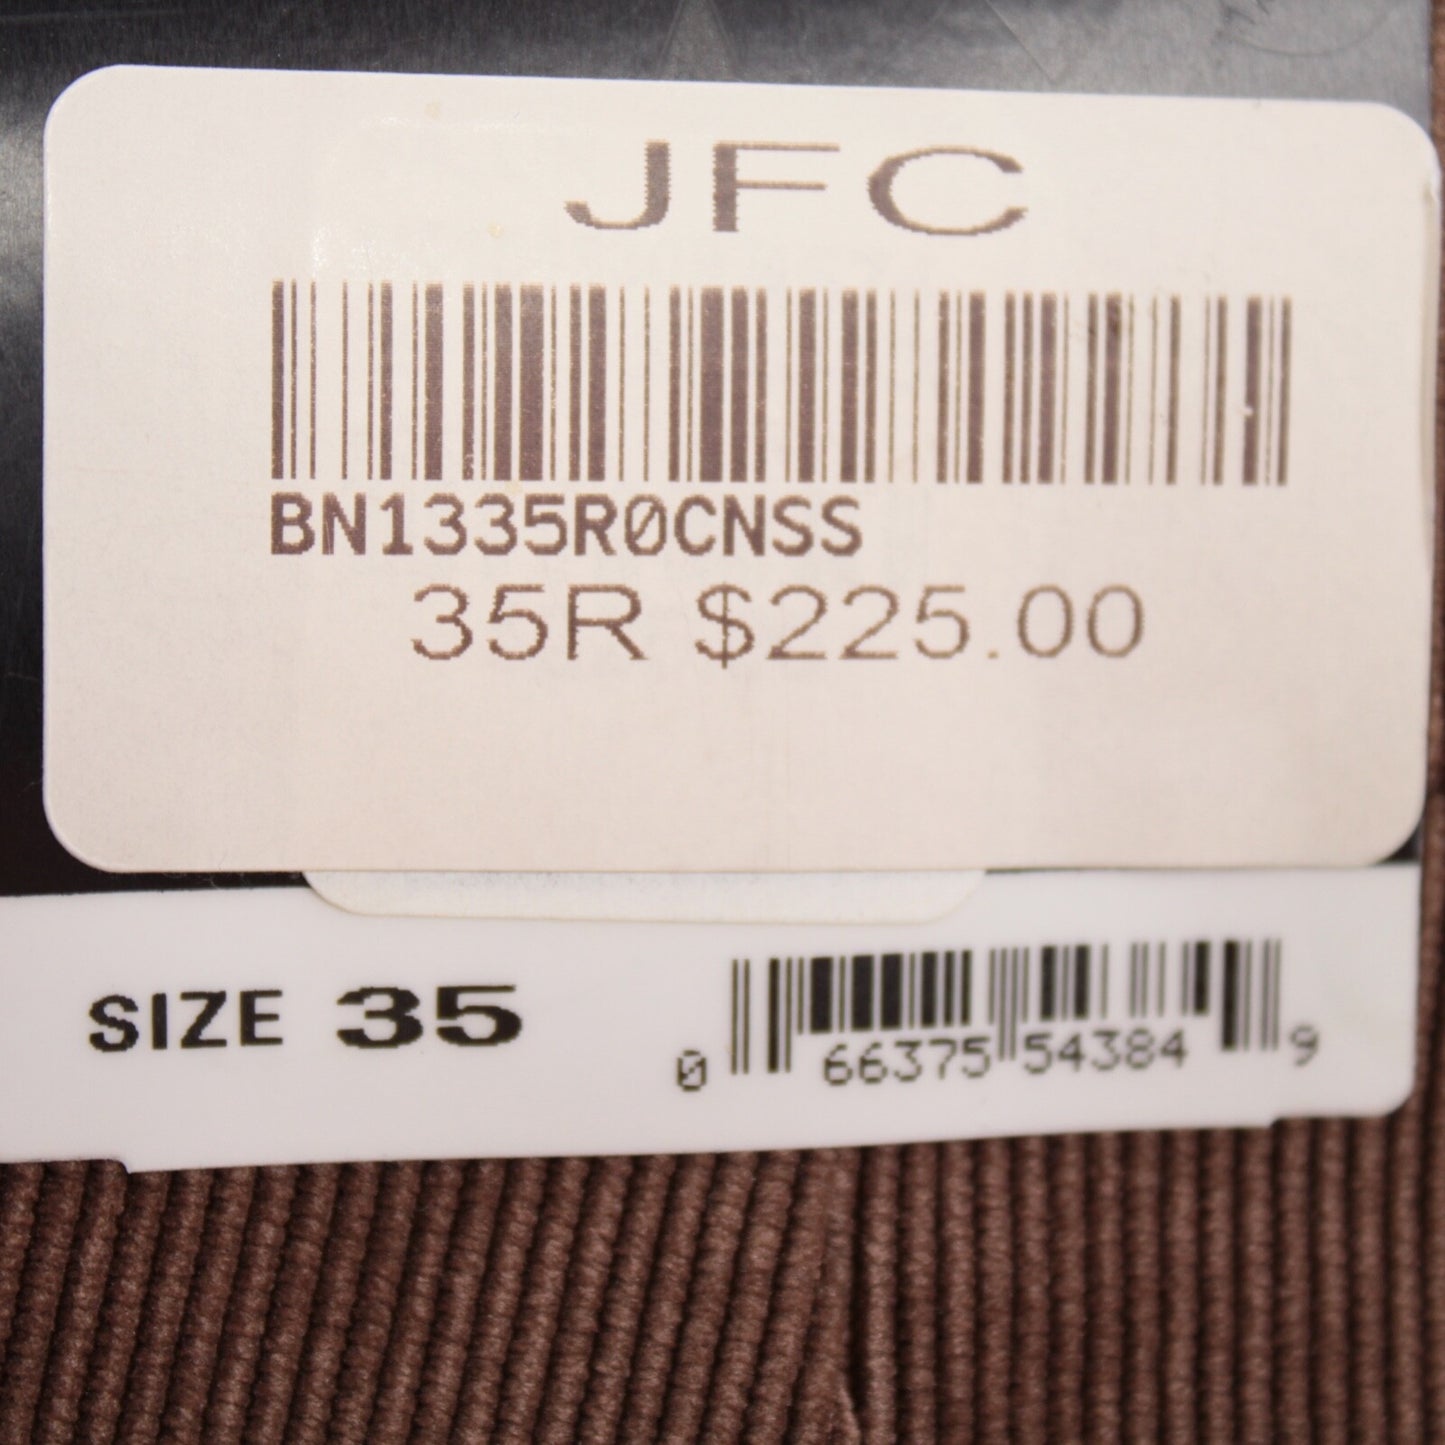 JFC
BN1335R0CNSS
35R $225.00
SIZE 35
0 66375 54384 9